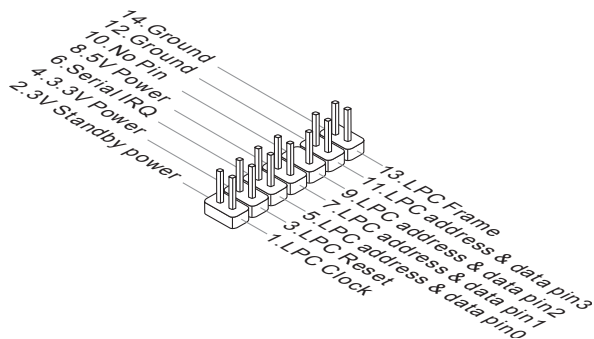 14.Ground
12.Ground
10.No Pin
8.5V Power
6.Serial IRQ
4.3.3V Power
2.3V Standby power
13.LPC Frame
11.LPC address & data pin3
9.LPC address & data pin2
7.LPC address & data pin1
5.LPC address & data pin0
3.LPC Reset
1.LPC Clock